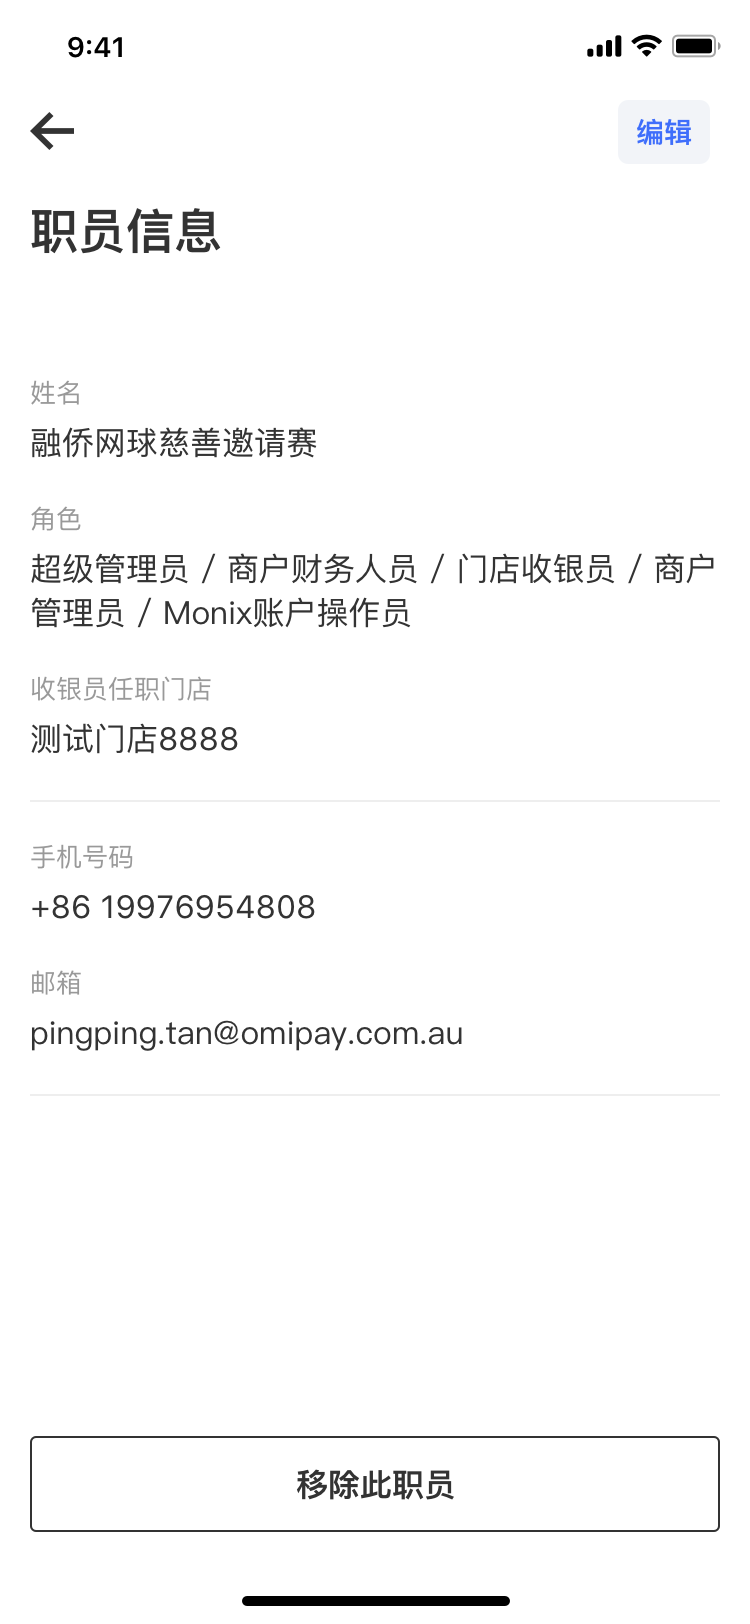 9:41
编辑
职员信息
姓名
融侨网球慈善邀请赛
角色
超级管理员 / 商户财务人员 / 门店收银员 / 商户
管理员 / Monix账户操作员
收银员任职门店
测试门店8888
手机号码
+86 19976954808
邮箱
pingping.tan@omipay.com.au
移除此职员